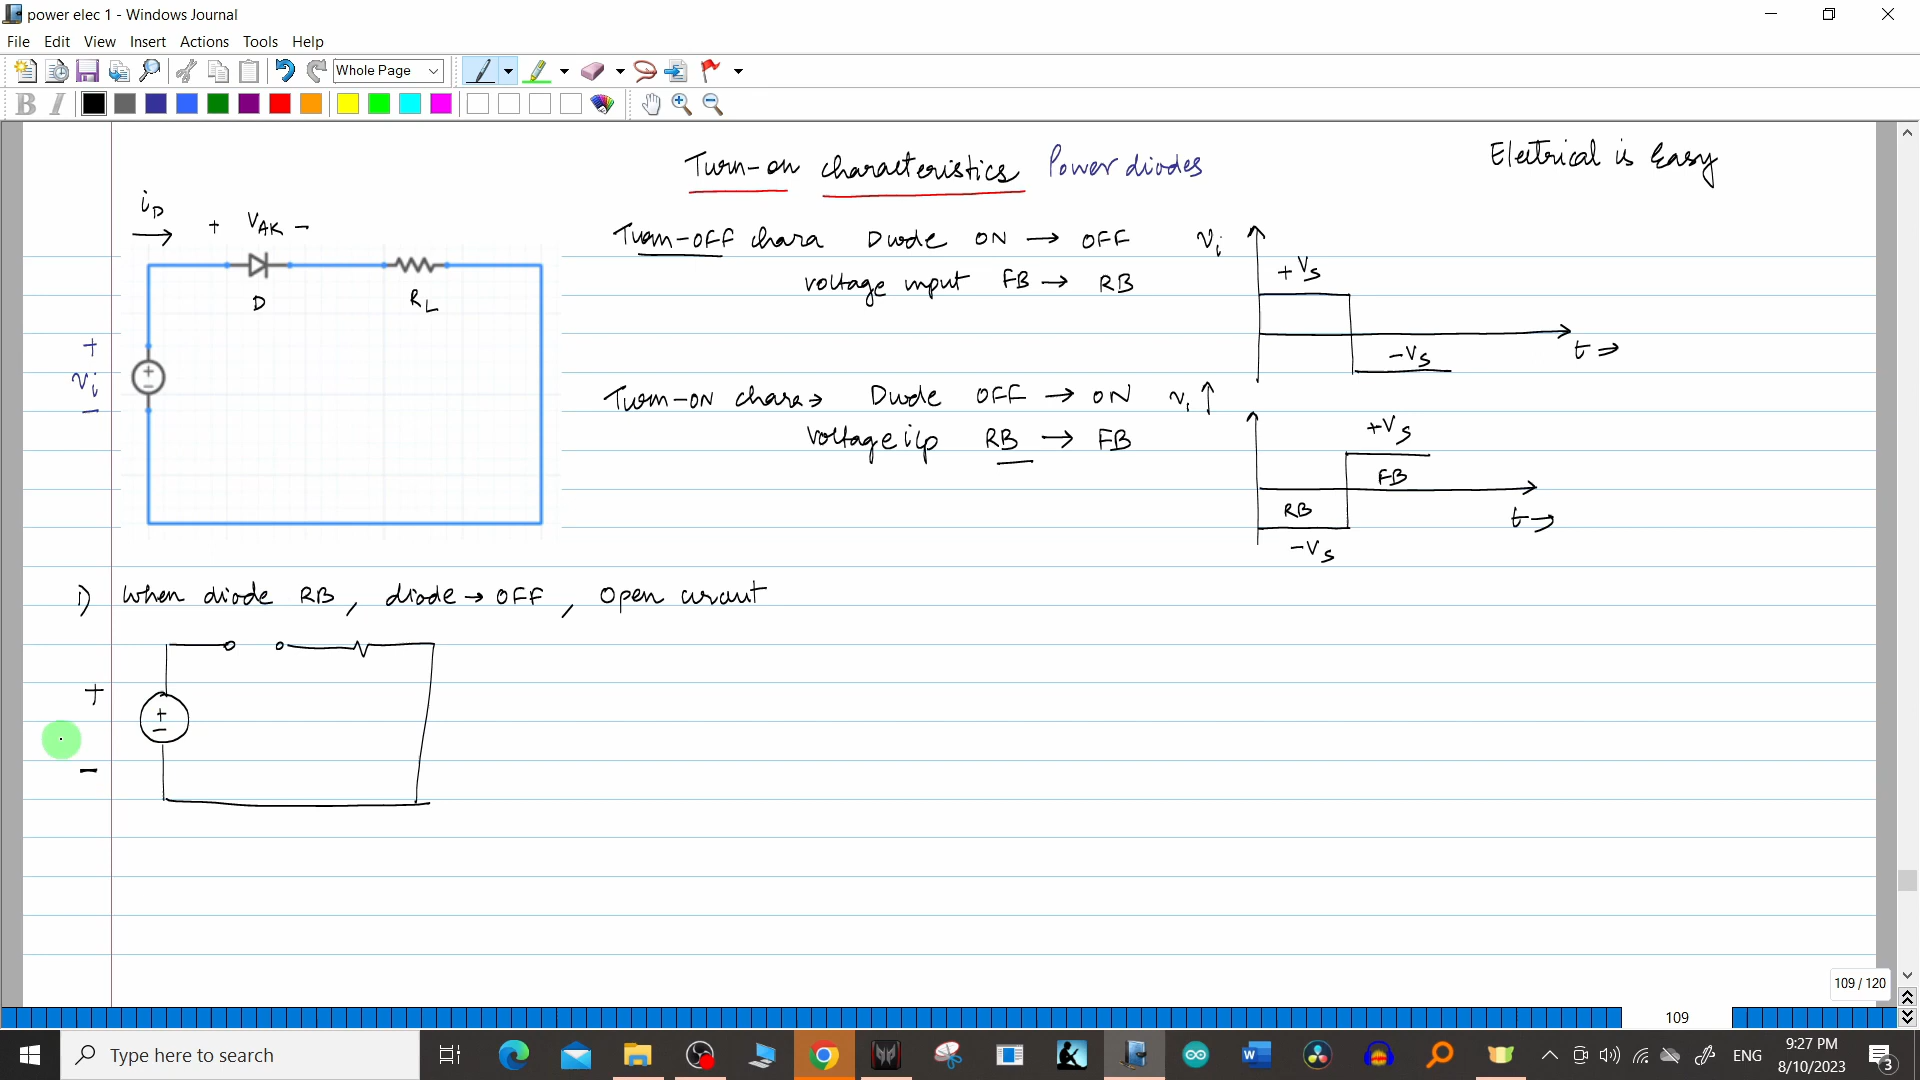 power elec 1 - Windows Journal
File Edit View Insert Actions Tools Help
Whole Page
B I
Turn-on characteristics Power diodes
Electrical is Easy
iD
+ VAK -
D
RL
+
vi
-
+
-
Turn-OFF chara Diode ON → OFF
voltage input FB → RB
vi
+Vs
-Vs
t ⇒
Turn-ON chara→ Diode OFF → ON
Voltage i/p RB → FB
vi ↑
+Vs
FB
RB
-Vs
t →
1) When diode RB, diode → OFF, Open circuit
+
+
-
-
109 / 120
109
Type here to search
ENG
9:27 PM
8/10/2023
3